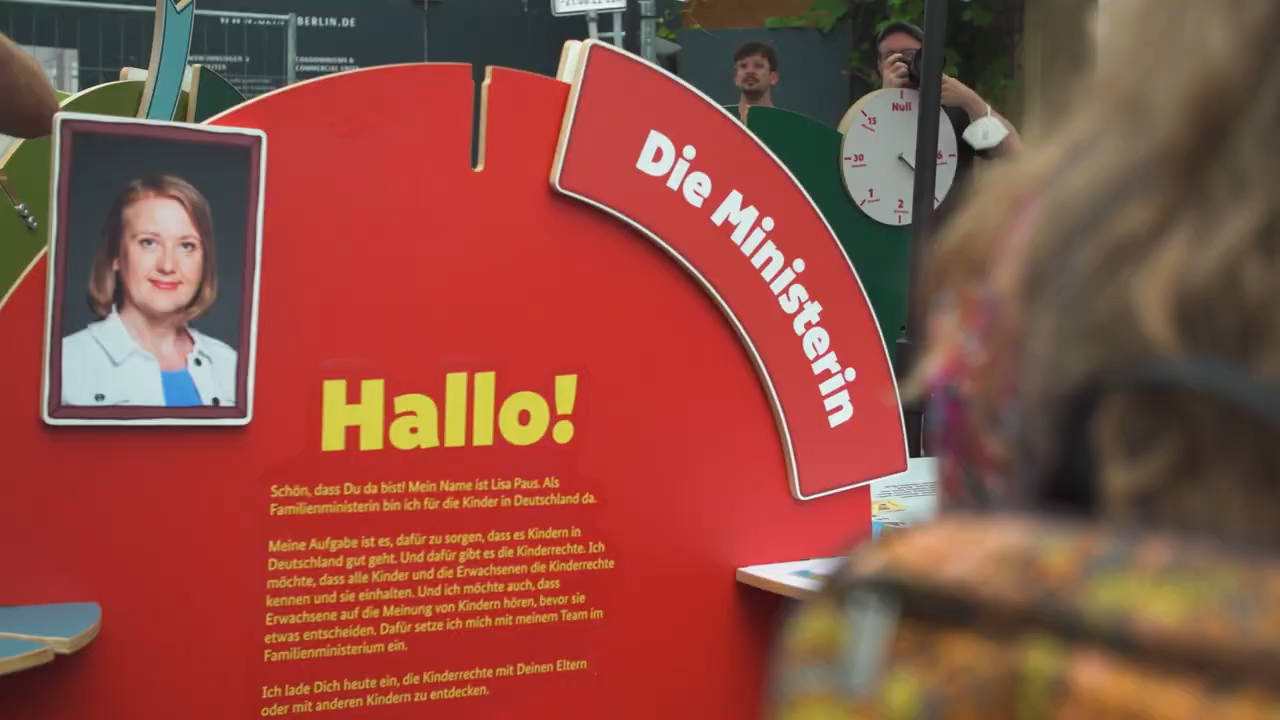 BERLIN.DE
Null
15
30
1
2
Die Ministerin
Hallo!
Schön, dass Du da bist! Mein Name ist Lisa Paus. Als
Familienministerin bin ich für die Kinder in Deutschland da.
Meine Aufgabe ist es, dafür zu sorgen, dass es Kindern in
Deutschland gut geht. Und dafür gibt es die Kinderrechte. Ich
möchte, dass alle Kinder und die Erwachsenen die Kinderrechte
kennen und sie einhalten. Und ich möchte auch, dass
Erwachsene auf die Meinung von Kindern hören, bevor sie
etwas entscheiden. Dafür setze ich mich mit meinem Team im
Familienministerium ein.
Ich lade Dich heute ein, die Kinderrechte mit Deinen Eltern
oder mit anderen Kindern zu entdecken.